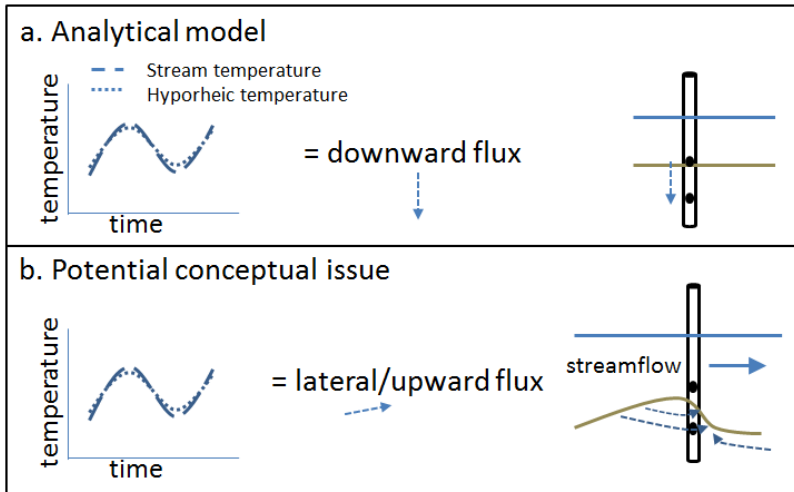 a. Analytical model
Stream temperature
Hyporheic temperature
temperature
time
= downward flux
b. Potential conceptual issue
temperature
time
= lateral/upward flux
streamflow